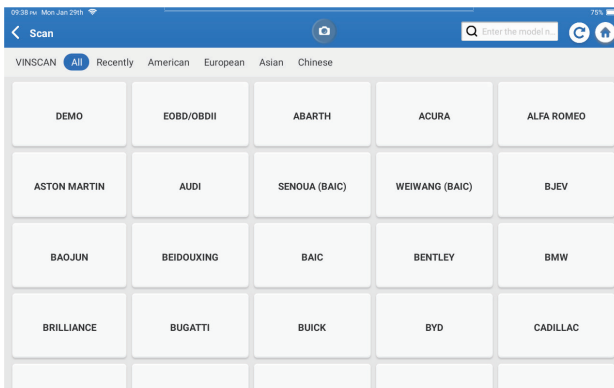 09:38 PM Mon Jan 29th 75%
Scan Enter the model n...
VINSCAN All Recently American European Asian Chinese
DEMO EOBD/OBDII ABARTH ACURA ALFA ROMEO
ASTON MARTIN AUDI SENOUA (BAIC) WEIWANG (BAIC) BJEV
BAOJUN BEIDOUXING BAIC BENTLEY BMW
BRILLIANCE BUGATTI BUICK BYD CADILLAC